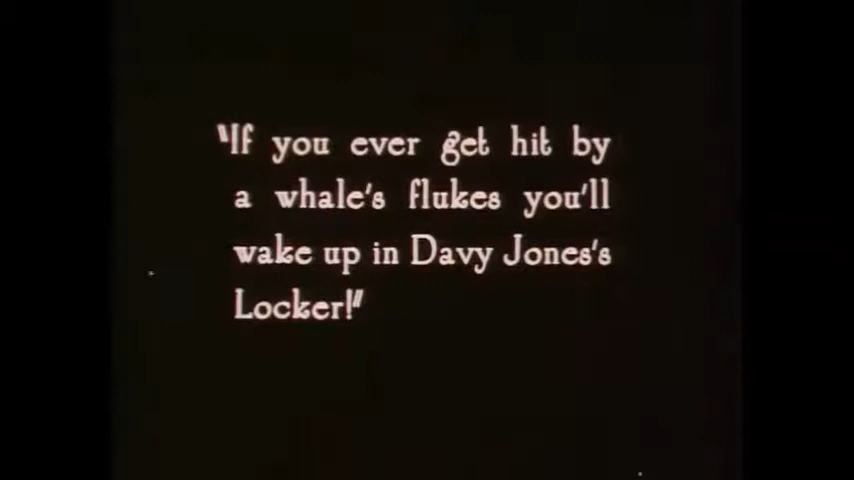 "If you ever get hit by
a whale's flukes you'll
wake up in Davy Jones's
Locker!"